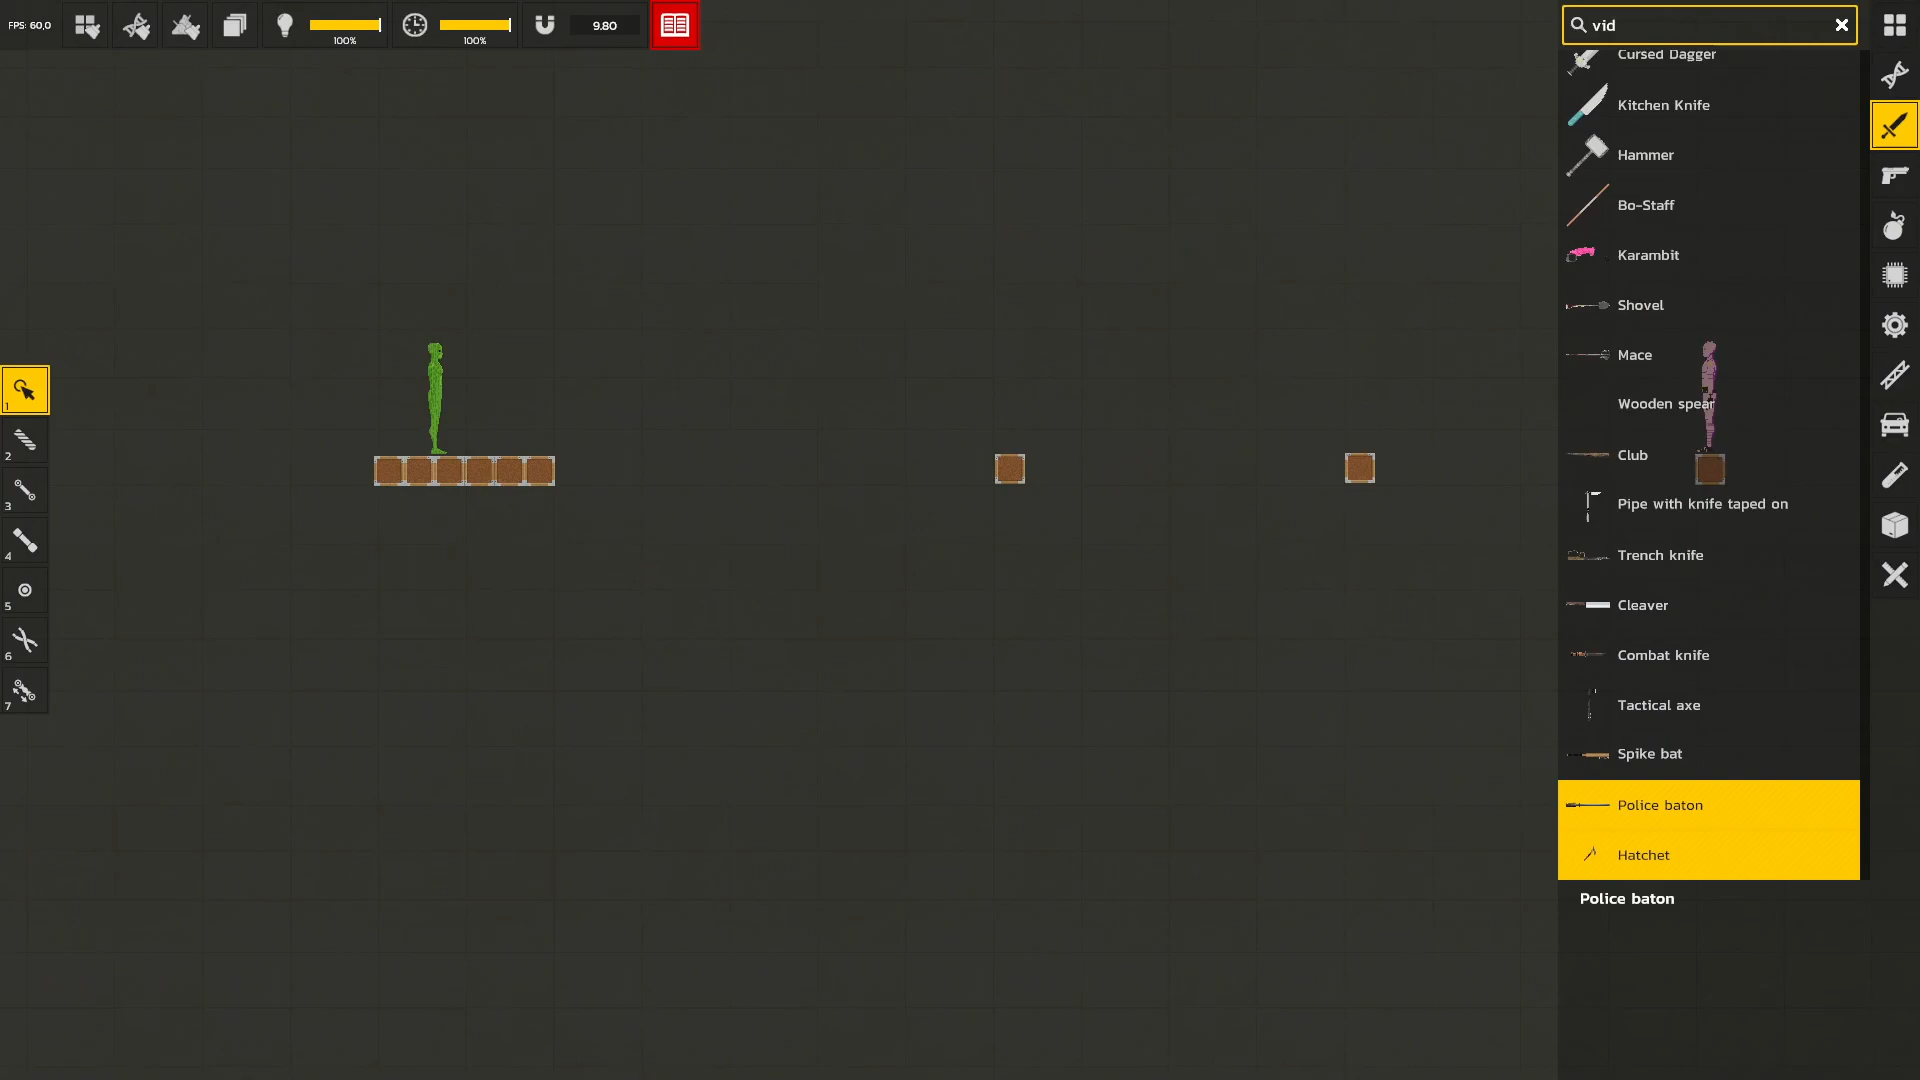 FPS: 60,0
100%
100%
9.80
vid
Cursed Dagger
Kitchen Knife
Hammer
Bo-Staff
Karambit
Shovel
Mace
Wooden spear
Club
Pipe with knife taped on
Trench knife
Cleaver
Combat knife
Tactical axe
Spike bat
Police baton
Hatchet
Police baton
1
2
3
4
5
6
7